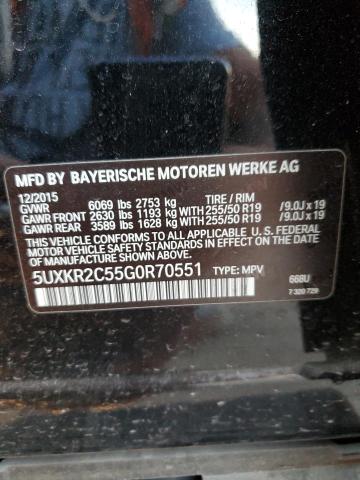 MFD BY BAYERISCHE MOTOREN WERKE AG
12/2015
GVWR 6069 lbs 2753 kg TIRE / RIM
GAWR FRONT 2630 lbs 1193 kg WITH 255/50 R19 /9.0J x 19
GAWR REAR 3589 lbs 1628 kg WITH 255/50 R19 /9.0J x 19
THIS VEHICLE CONFORMS TO ALL APPLICABLE FEDERAL
MOTOR VEHICLE SAFETY STANDARDS IN EFFECT ON THE
DATE OF MANUFACTURE SHOWN ABOVE.
5UXKR2C55G0R70551 TYPE: MPV 668U
7 320 729